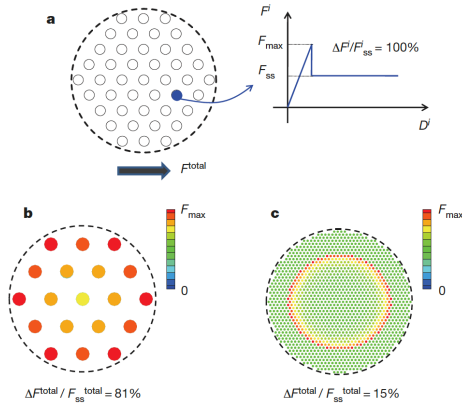 a
F^i
F_max
ΔF^i/F^i_ss = 100%
F_ss
D^i
F^total
b
F_max
0
c
F_max
0
ΔF^total / F_ss^total = 81%
ΔF^total / F_ss^total = 15%